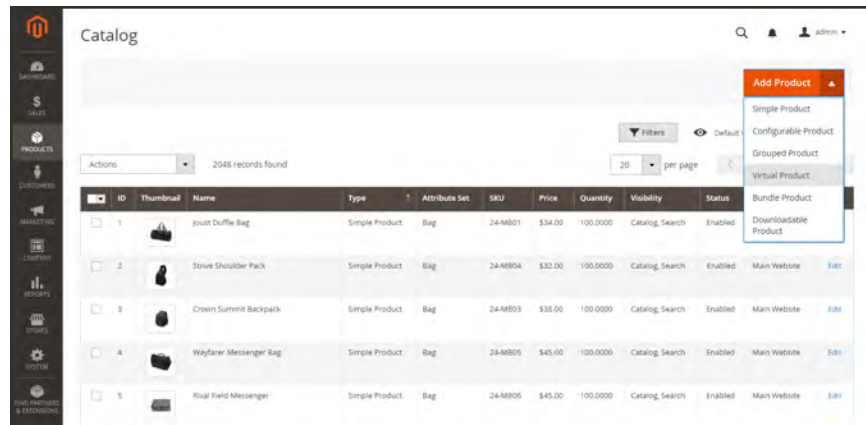 Catalog
admin
DASHBOARD
SALES
PRODUCTS
CUSTOMERS
MARKETING
CONTENT
REPORTS
STORES
SYSTEM
FIND PARTNERS
& EXTENSIONS
Add Product
Simple Product
Configurable Product
Grouped Product
Virtual Product
Bundle Product
Downloadable
Product
Filters
Default
Actions
2048 records found
20
per page
ID Thumbnail Name Type Attribute Set SKU Price Quantity Visibility Status
1 Joust Duffle Bag Simple Product Bag 24-MB01 $34.00 100.0000 Catalog, Search Enabled
2 Strive Shoulder Pack Simple Product Bag 24-MB04 $32.00 100.0000 Catalog, Search Enabled Main Website Edit
3 Crown Summit Backpack Simple Product Bag 24-MB03 $38.00 100.0000 Catalog, Search Enabled Main Website Edit
4 Wayfarer Messenger Bag Simple Product Bag 24-MB05 $45.00 100.0000 Catalog, Search Enabled Main Website Edit
5 Rival Field Messenger Simple Product Bag 24-MB06 $45.00 100.0000 Catalog, Search Enabled Main Website Edit